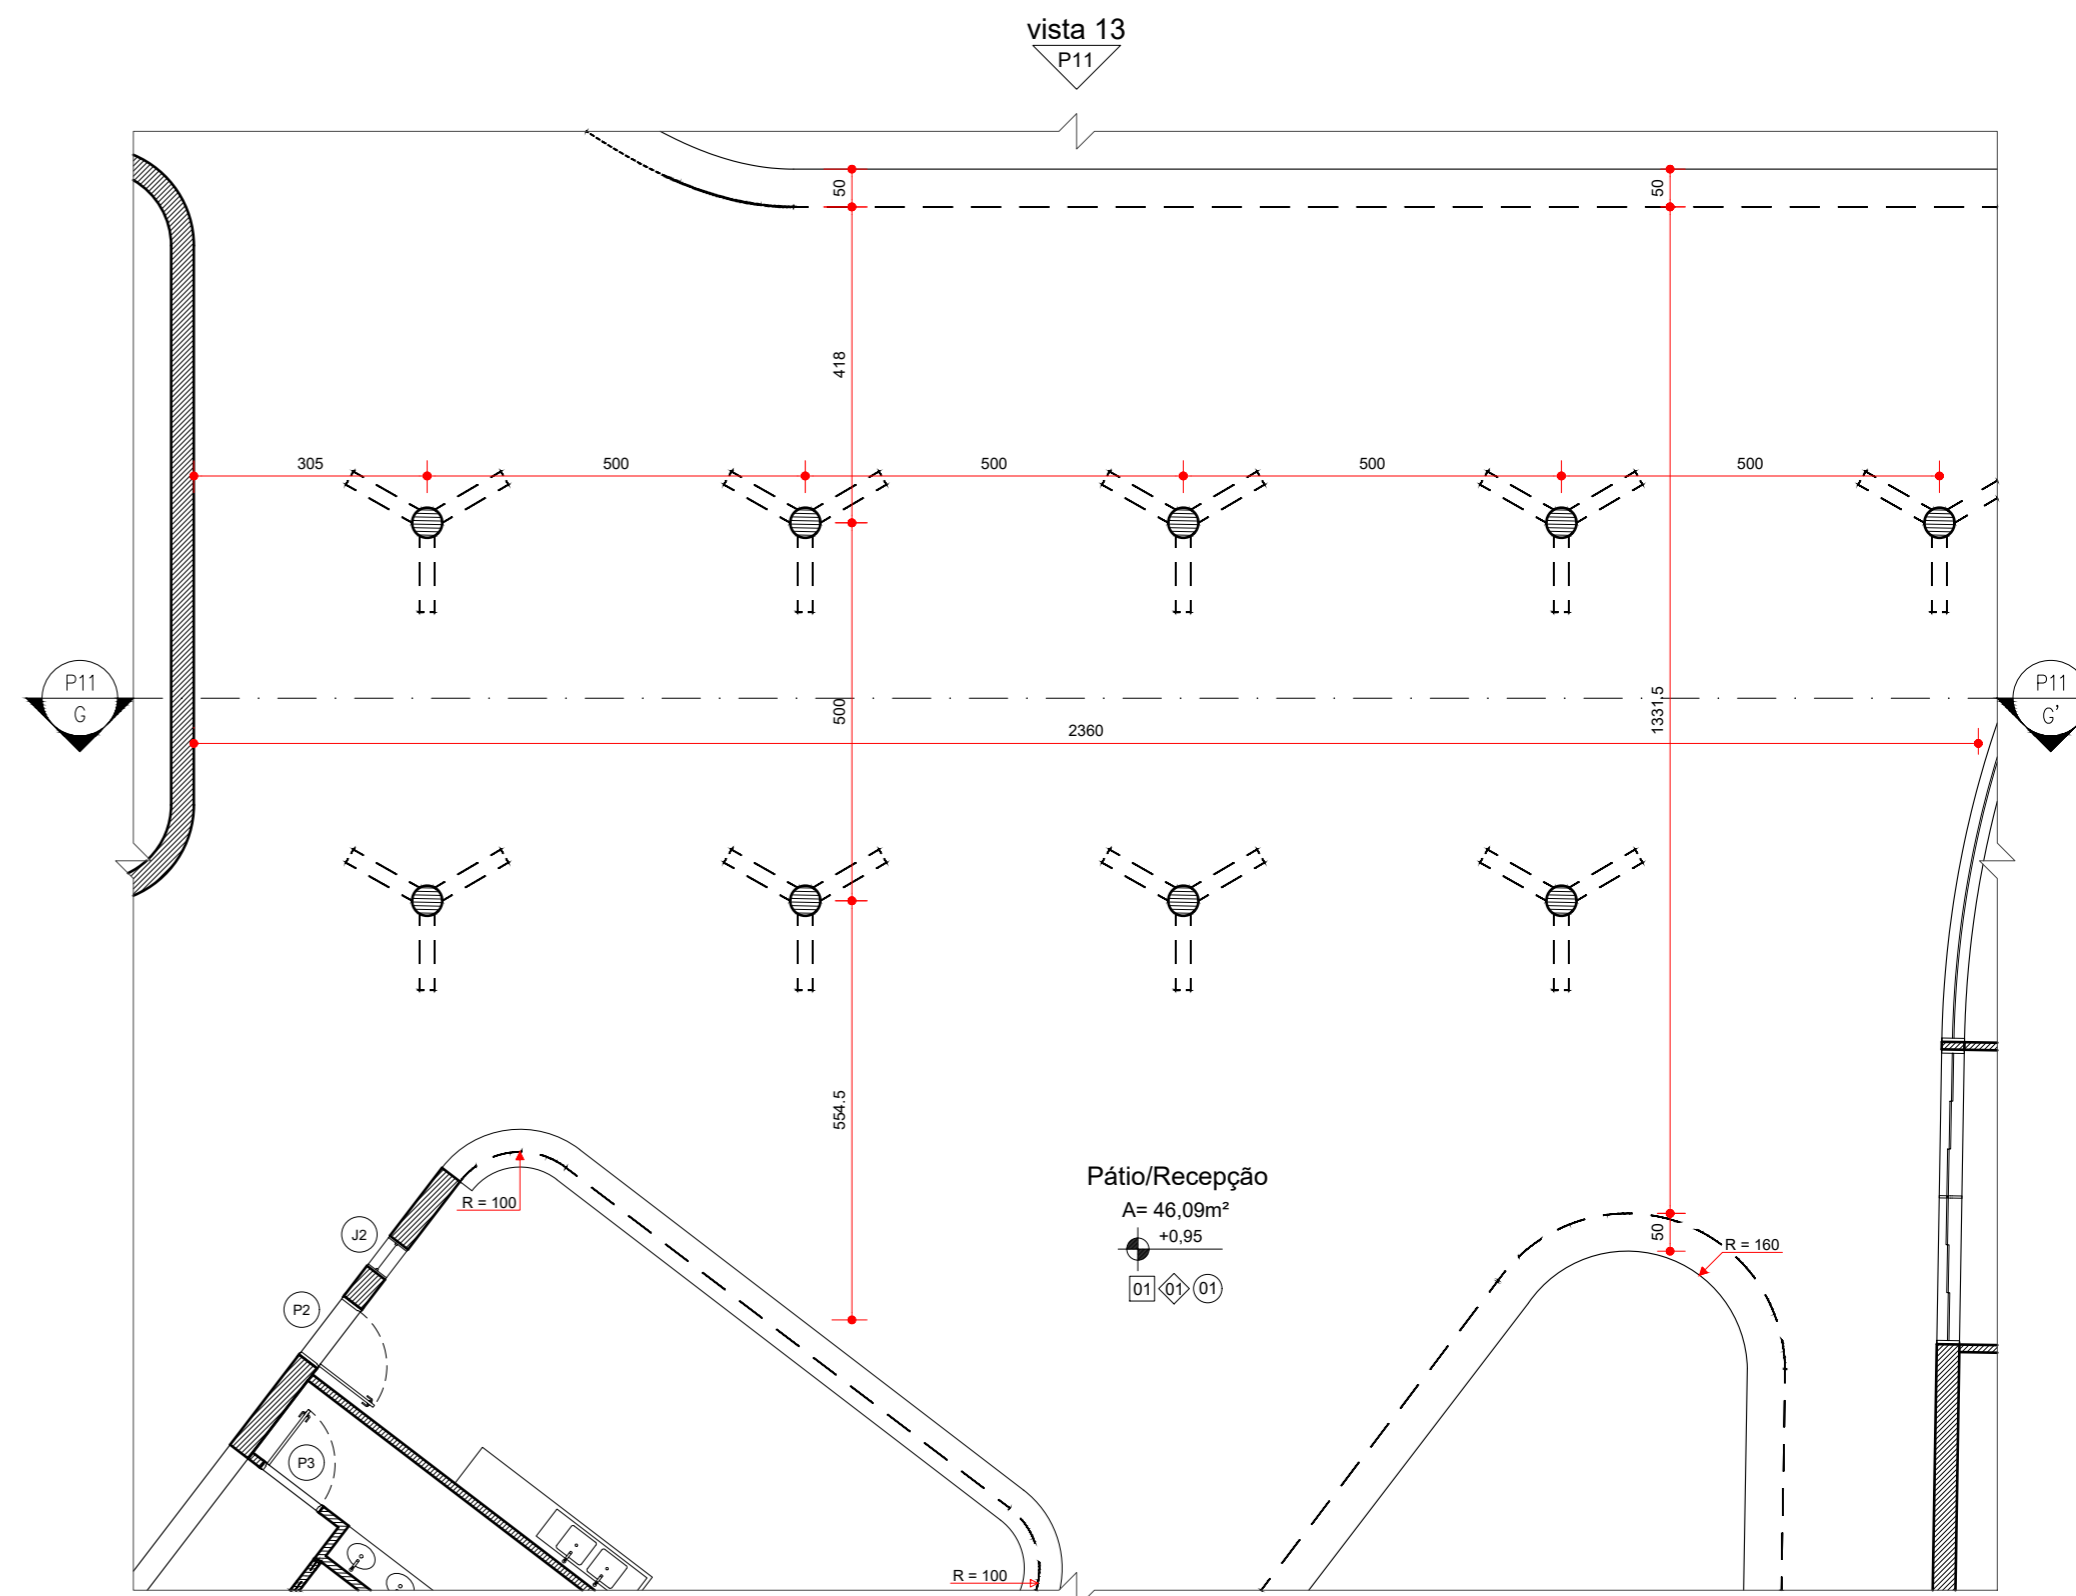 vista 13
P11
50
50
418
305
500
500
500
500
P11
G
500
1331.5
P11
G'
2360
554.5
Pátio/Recepção
A= 46,09m²
+0,95
01
01
01
R = 100
J2
50
R = 160
P2
P3
R = 100